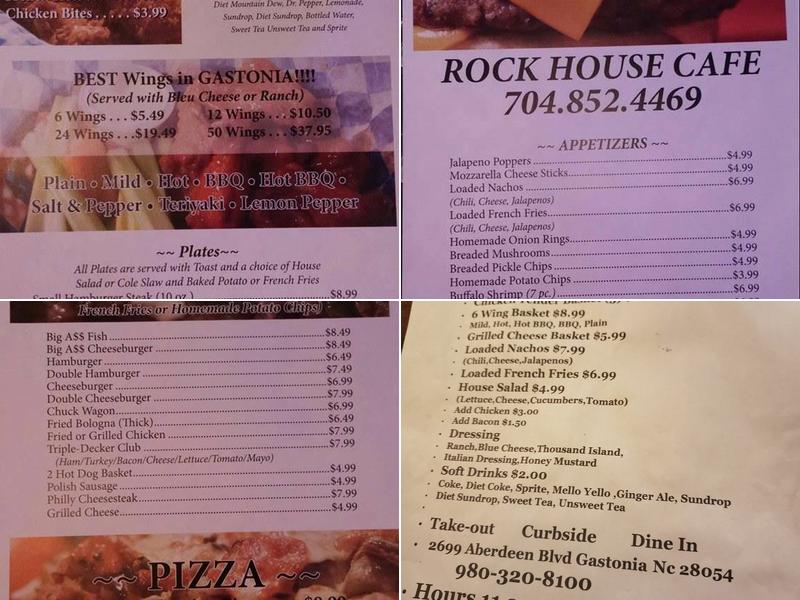 Chicken Bites . . . . . $3.99
Diet Mountain Dew, Dr. Pepper, Lemonade,
Sundrop, Diet Sundrop, Bottled Water,
Sweet Tea Unsweet Tea and Sprite
BEST Wings in GASTONIA!!!!
(Served with Bleu Cheese or Ranch)
6 Wings . . . $5.49 12 Wings . . . $10.50
24 Wings . . .$19.49 50 Wings . . . $37.95
Plain • Mild • Hot • BBQ • Hot BBQ •
Salt & Pepper • Teriyaki • Lemon Pepper
~~ Plates~~
All Plates are served with Toast and a choice of House
Salad or Cole Slaw and Baked Potato or French Fries
Small Hamburger Steak (10 oz.) $8.99
ROCK HOUSE CAFE
704.852.4469
~~ APPETIZERS ~~
Jalapeno Poppers $4.99
Mozzarella Cheese Sticks $4.99
Loaded Nachos $6.99
(Chili, Cheese, Jalapenos)
Loaded French Fries $6.99
(Chili, Cheese, Jalapenos)
Homemade Onion Rings $4.99
Breaded Mushrooms $4.99
Breaded Pickle Chips $4.99
Homemade Potato Chips $3.99
Buffalo Shrimp (7 pc.)
French Fries or Homemade Potato Chips)
Big A$$ Fish $8.49
Big A$$ Cheeseburger $8.49
Hamburger $6.49
Double Hamburger $7.49
Cheeseburger $6.99
Double Cheeseburger $7.99
Chuck Wagon $6.99
Fried Bologna (Thick) $6.49
Fried or Grilled Chicken $7.99
Triple-Decker Club $7.99
(Ham/Turkey/Bacon/Cheese/Lettuce/Tomato/Mayo)
2 Hot Dog Basket $4.99
Polish Sausage $4.99
Philly Cheesesteak $7.99
Grilled Cheese $4.99
~~ PIZZA ~~
· 6 Wing Basket $8.99
· Mild, Hot, Hot BBQ, BBQ, Plain
· Grilled Cheese Basket $5.99
· Loaded Nachos $7.99
· (Chili,Cheese,Jalapenos)
· Loaded French Fries $6.99
· House Salad $4.99
· (Lettuce,Cheese,Cucumbers,Tomato)
· Add Chicken $3.00
· Add Bacon $1.50
· Dressing
· Ranch,Blue Cheese,Thousand Island,
· Italian Dressing,Honey Mustard
· Soft Drinks $2.00
· Coke, Diet Coke, Sprite, Mello Yello ,Ginger Ale, Sundrop
· Diet Sundrop, Sweet Tea, Unsweet Tea
· Take-out Curbside Dine In
· 2699 Aberdeen Blvd Gastonia Nc 28054
980-320-8100
· Hours